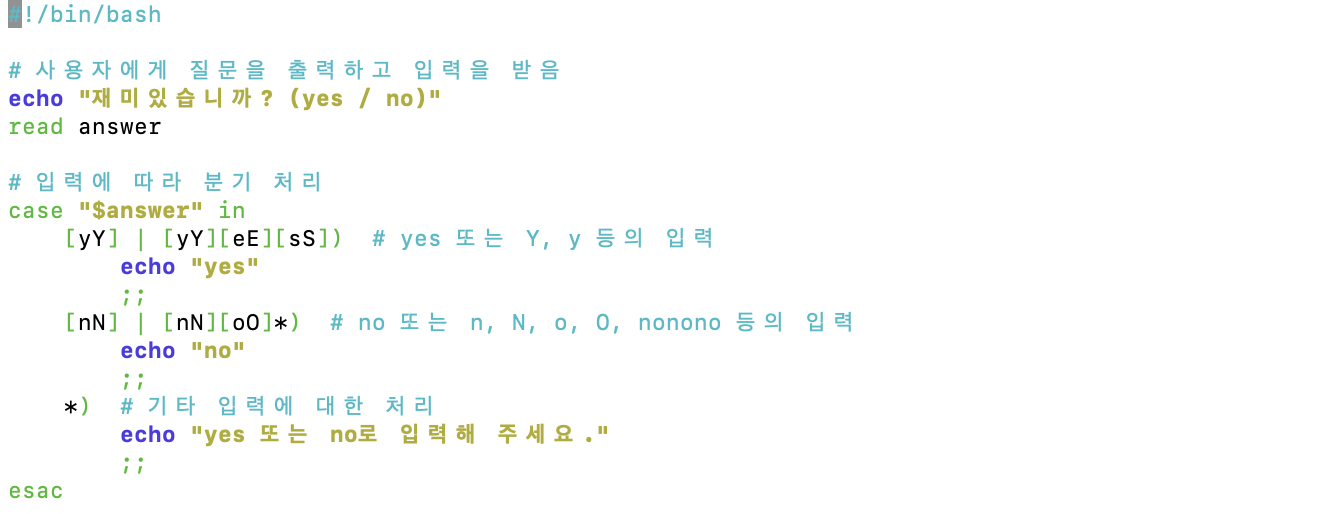 #!/bin/bash

# 사용자에게 질문을 출력하고 입력을 받음
echo "재미있습니까? (yes / no)"
read answer

# 입력에 따라 분기 처리
case "$answer" in
    [yY] | [yY][eE][sS])  # yes 또는 Y, y 등의 입력
        echo "yes"
        ;;
    [nN] | [nN][oO]*)  # no 또는 n, N, o, O, nonono 등의 입력
        echo "no"
        ;;
    *)  # 기타 입력에 대한 처리
        echo "yes 또는 no로 입력해 주세요."
        ;;
esac